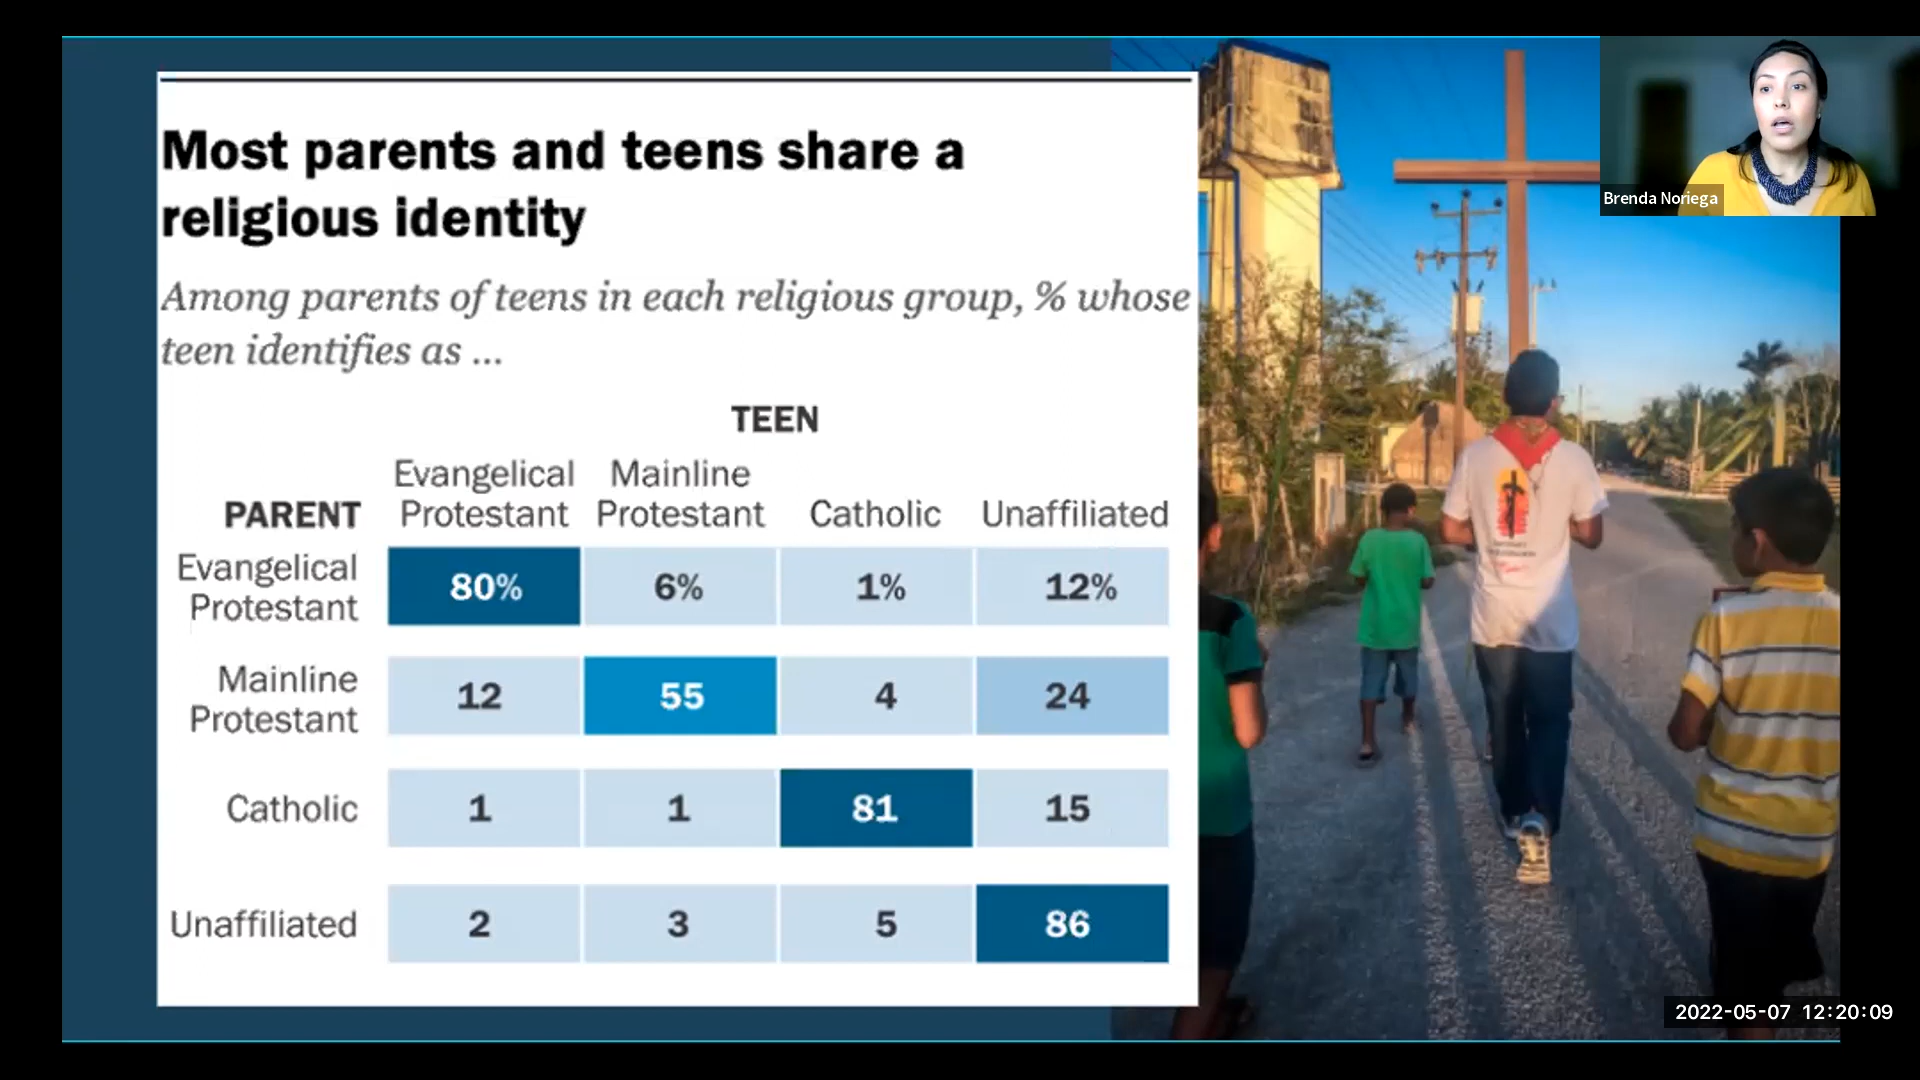 Most parents and teens share a
religious identity
Among parents of teens in each religious group, % whose
teen identifies as ...
TEEN
PARENT
Evangelical
Protestant
Mainline
Protestant
Catholic
Unaffiliated
Evangelical
Protestant
80% 6% 1% 12%
Mainline
Protestant
12 55 4 24
Catholic 1 1 81 15
Unaffiliated 2 3 5 86
Brenda Noriega
2022-05-07 12:20:09